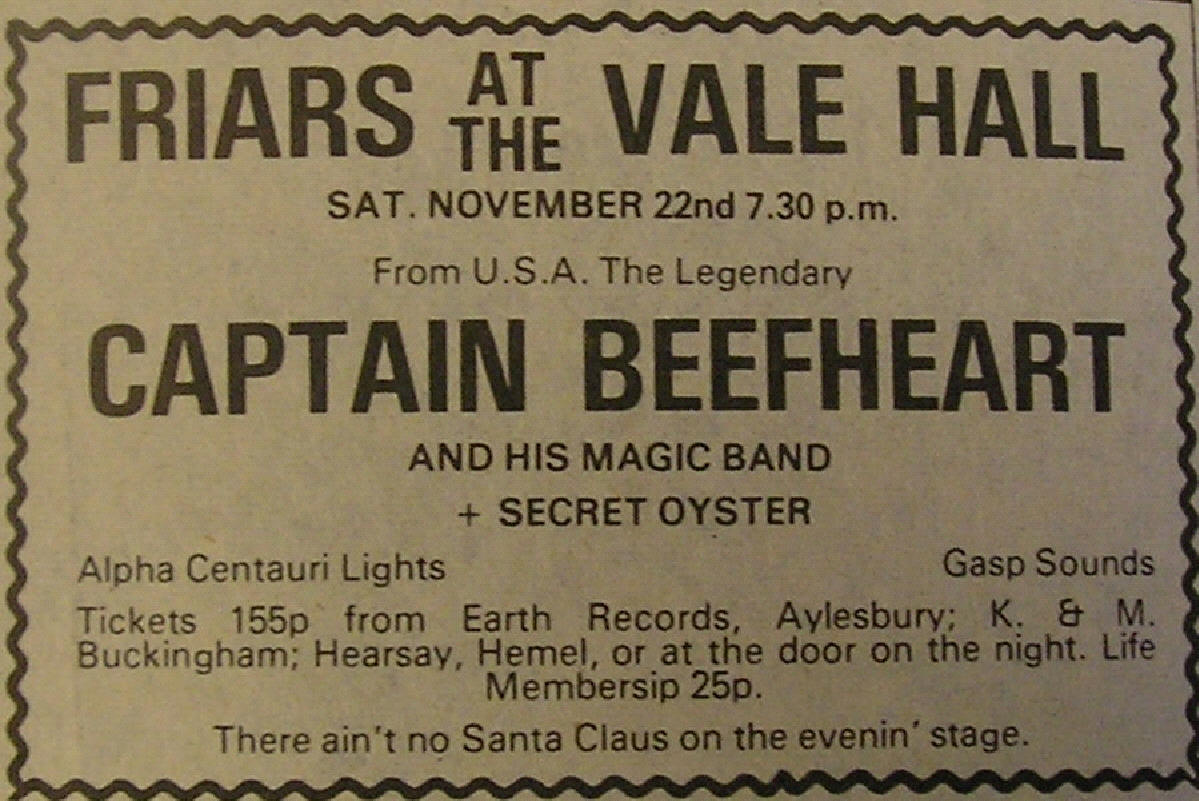 FRIARS AT THE VALE HALL
SAT. NOVEMBER 22nd 7.30 p.m.
From U.S.A. The Legendary
CAPTAIN BEEFHEART
AND HIS MAGIC BAND
+ SECRET OYSTER
Alpha Centauri Lights Gasp Sounds
Tickets 155p from Earth Records, Aylesbury; K. & M.
Buckingham; Hearsay, Hemel, or at the door on the night. Life
Membersip 25p.
There ain't no Santa Claus on the evenin' stage.